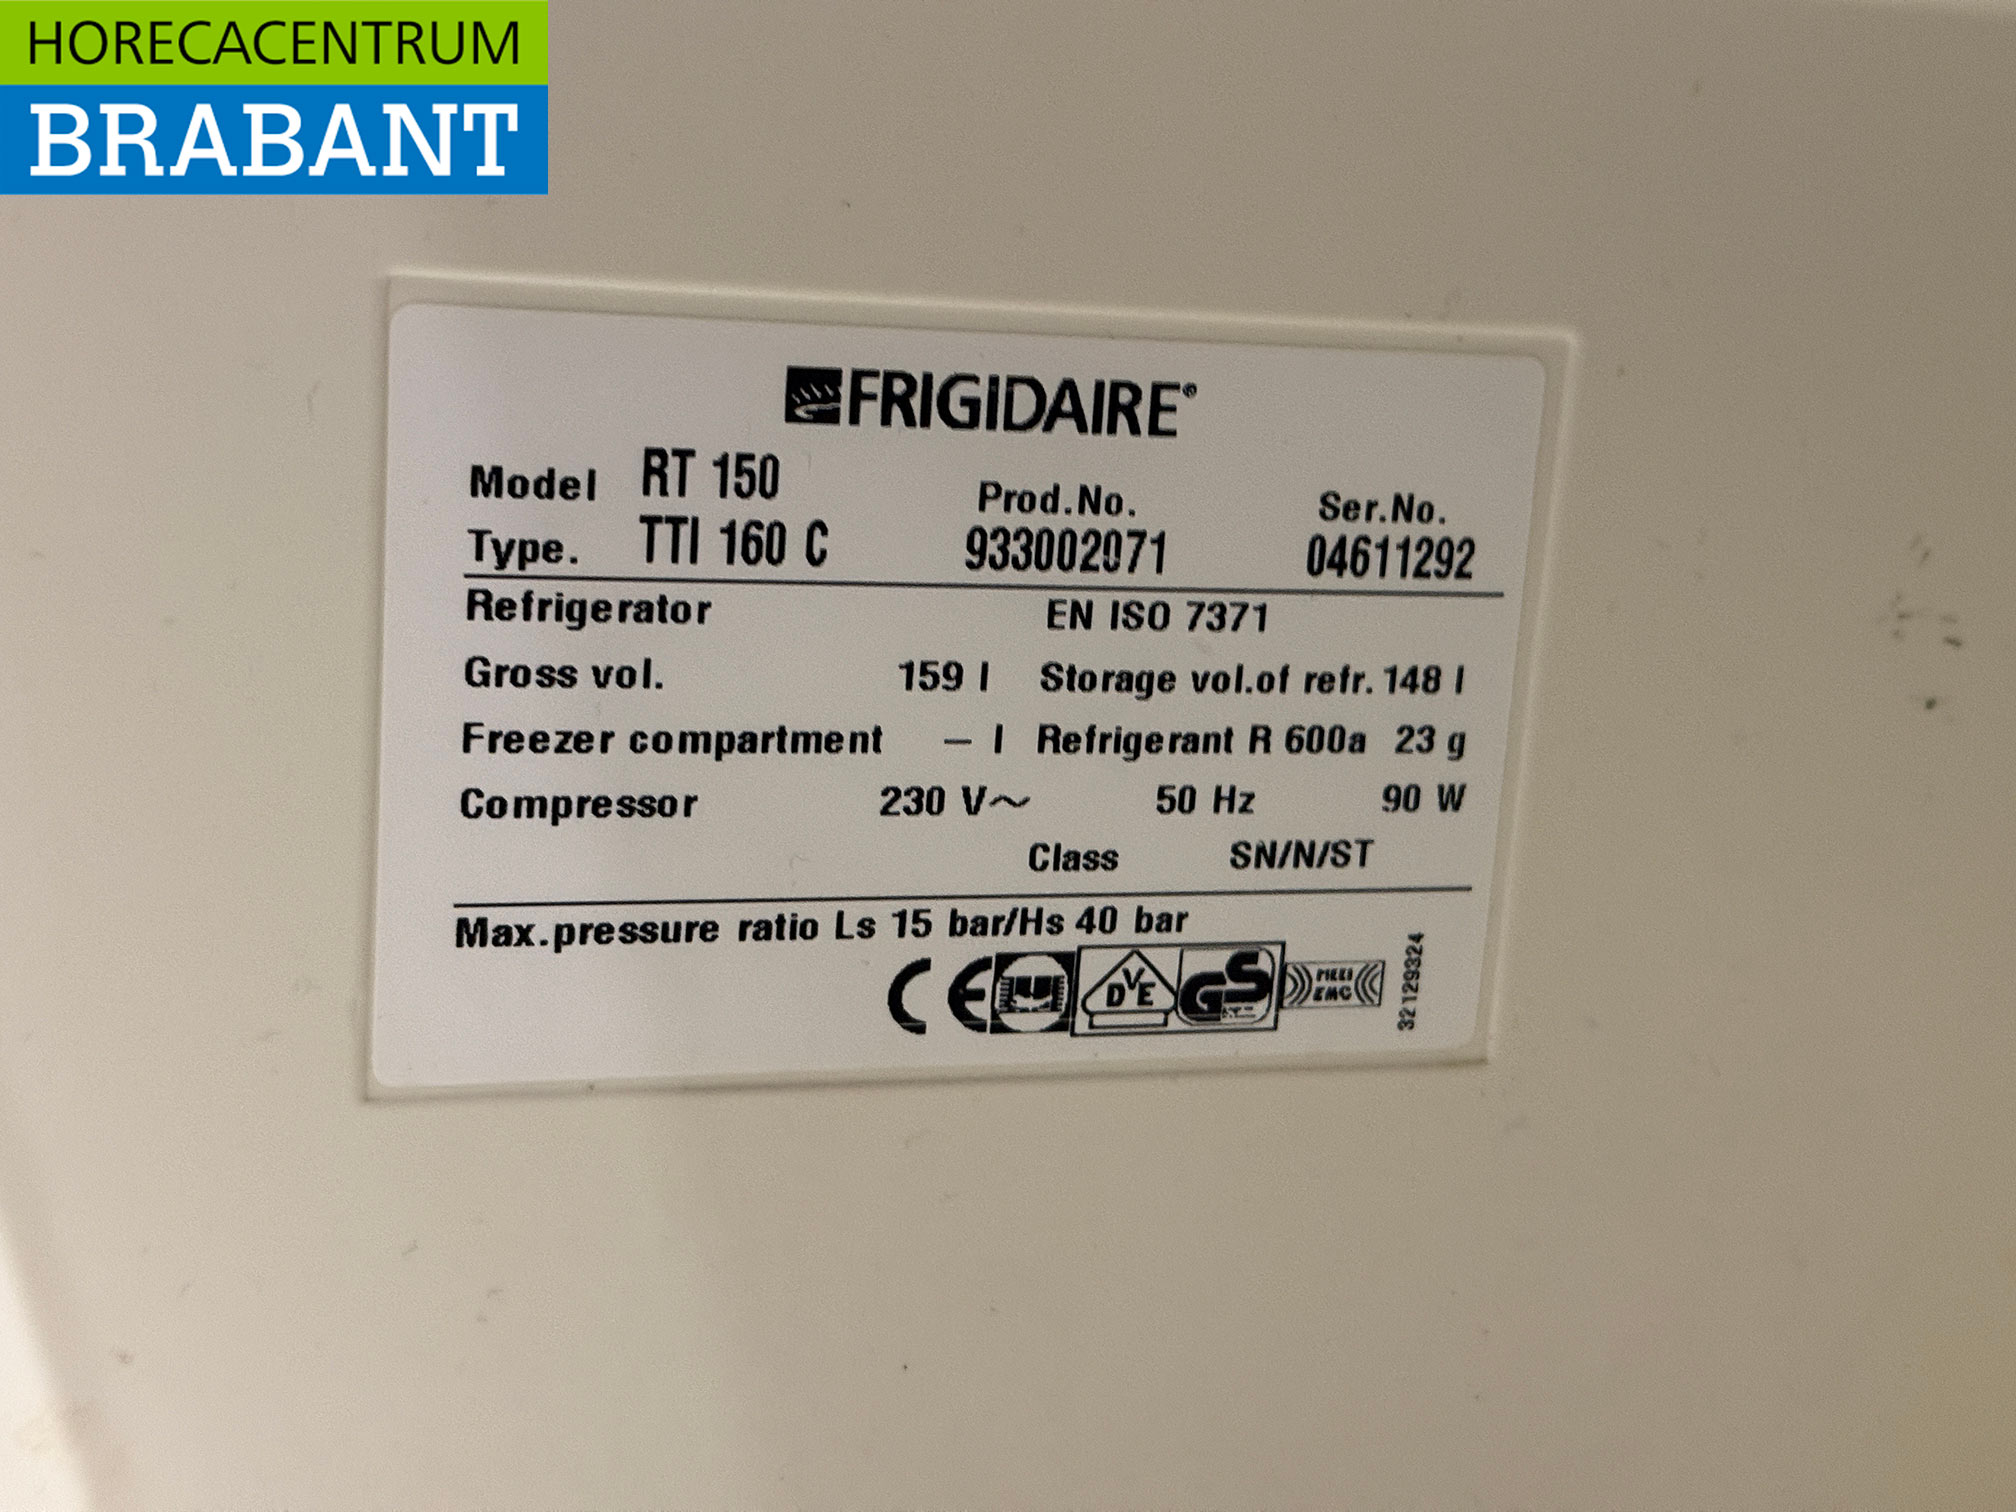 HORECACENTRUM
BRABANT
FRIGIDAIRE®
Model RT 150
Prod.No. Ser.No.
Type. TTI 160 C 933002071 04611292
Refrigerator EN ISO 7371
Gross vol. 159 l Storage vol.of refr. 148 l
Freezer compartment – l Refrigerant R 600a 23 g
Compressor 230 V~ 50 Hz 90 W
Class SN/N/ST
Max.pressure ratio Ls 15 bar/Hs 40 bar
CE DVE GS EMC
32129324